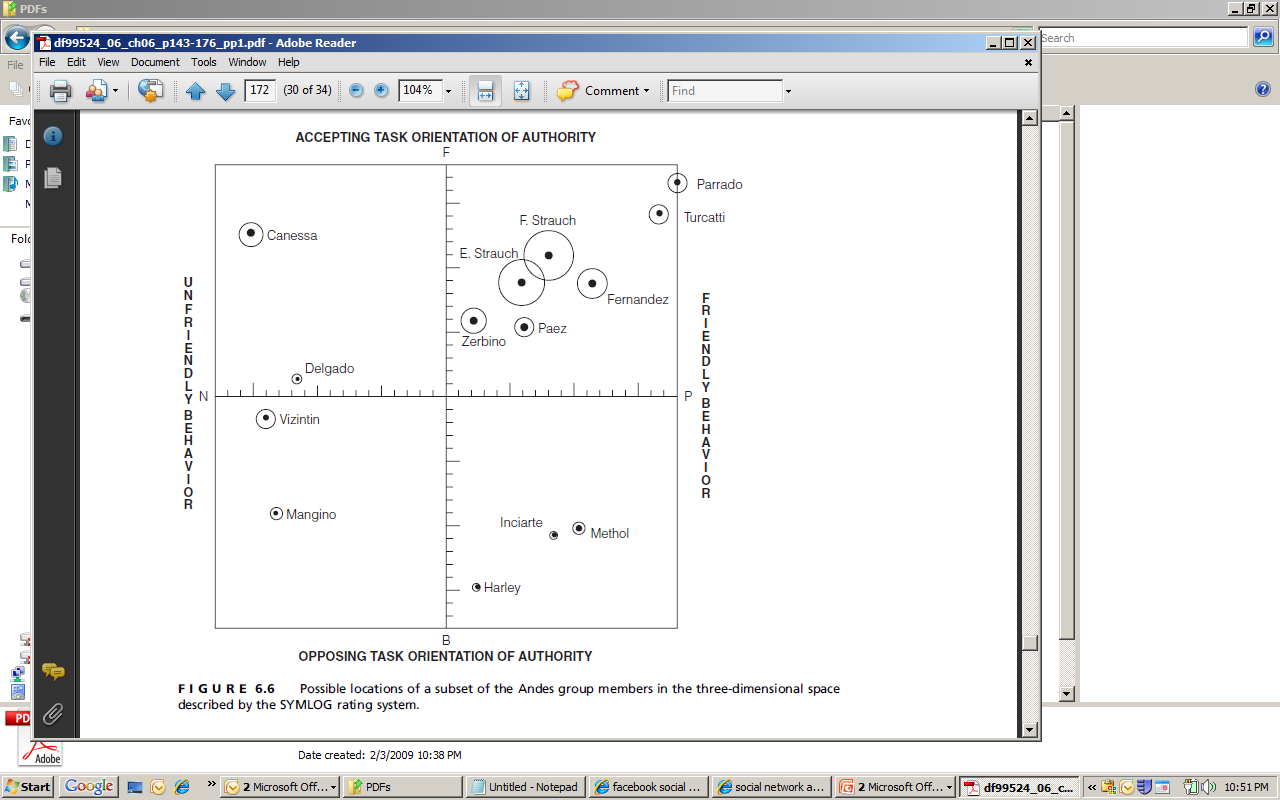 PDFs
Search
File
df99524_06_ch06_p143-176_pp1.pdf - Adobe Reader
File Edit View Document Tools Window Help
172 (30 of 34) 104% Comment Find
Favo
D
P
M
M
Fol
ACCEPTING TASK ORIENTATION OF AUTHORITY
F
Parrado
Turcatti
F. Strauch
Canessa
E. Strauch
Fernandez
Zerbino
Paez
Delgado
UNFRIENDLY BEHAVIOR
FRIENDLY BEHAVIOR
N
P
Vizintin
Mangino
Inciarte
Methol
Harley
B
OPPOSING TASK ORIENTATION OF AUTHORITY
FIGURE 6.6 Possible locations of a subset of the Andes group members in the three-dimensional space
described by the SYMLOG rating system.
PD
Adobe
Date created: 2/3/2009 10:38 PM
Start Google » 2 Microsoft Off... PDFs Untitled - Notepad facebook social ... social network a... 2 Microsoft Off... df99524_06_c... « 10:51 PM